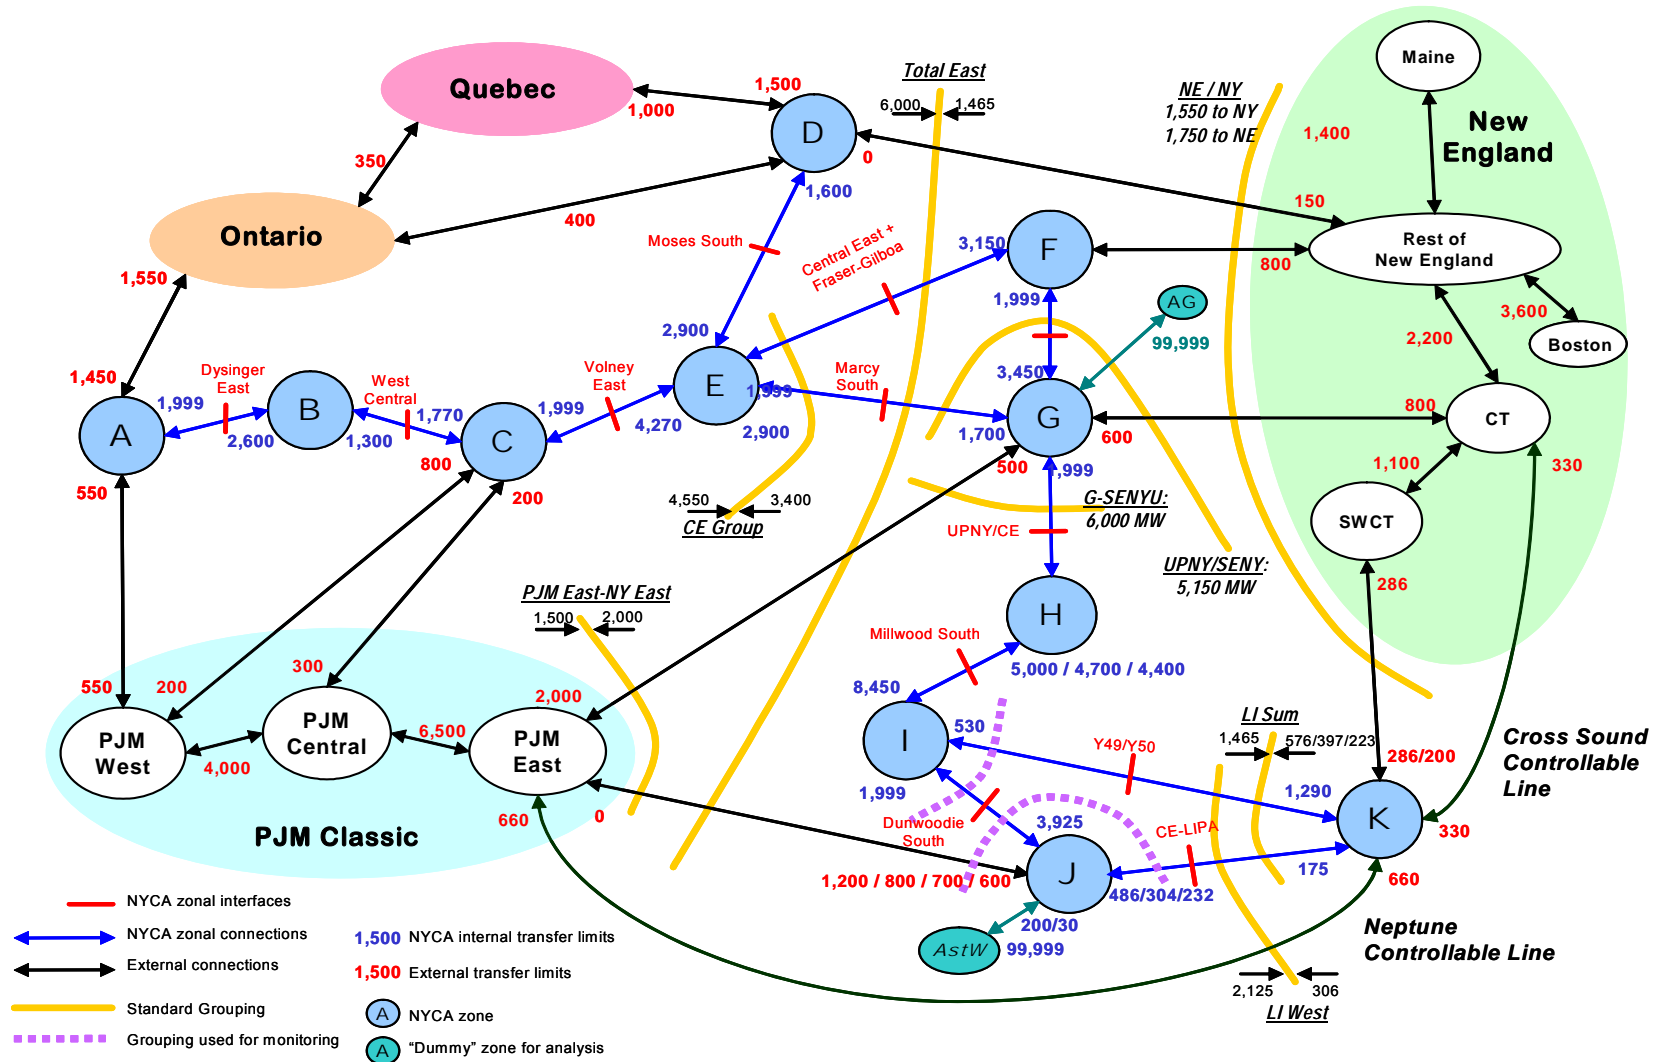 Maine
Total East
6,000
1,465
NE / NY
1,550 to NY
1,750 to NE
1,400
New
England
Quebec
1,500
1,000
D
0
350
1,600
150
Rest of
New England
Ontario
400
Moses South
Central East +
Fraser-Gilboa
3,150
F
800
1,550
1,999
AG
3,600
99,999
2,200
Boston
2,900
1,450
Dysinger
East
West
Central
Volney
East
E
1,999
Marcy
South
3,450
A
1,999
2,600
B
1,300
1,770
C
1,999
4,270
2,900
1,700
G
600
800
CT
800
550
200
500
1,999
1,100
330
4,550
3,400
CE Group
G-SENYU:
6,000 MW
SWCT
UPNY/CE
UPNY/SENY:
5,150 MW
286
PJM East-NY East
1,500
2,000
H
Millwood South
5,000 / 4,700 / 4,400
550
200
300
2,000
8,450
PJM
West
4,000
PJM
Central
6,500
PJM
East
I
530
Y49/Y50
LI Sum
1,465
576/397/223
286/200
Cross Sound
Controllable
Line
1,999
1,290
K
330
PJM Classic
660
0
Dunwoodie
South
3,925
CE-LIPA
175
660
1,200 / 800 / 700 / 600
J
486/304/232
200/30
AstW
99,999
Neptune
Controllable Line
2,125
306
LI West
NYCA zonal interfaces
NYCA zonal connections
External connections
Standard Grouping
Grouping used for monitoring
1,500 NYCA internal transfer limits
1,500 External transfer limits
A NYCA zone
A "Dummy" zone for analysis